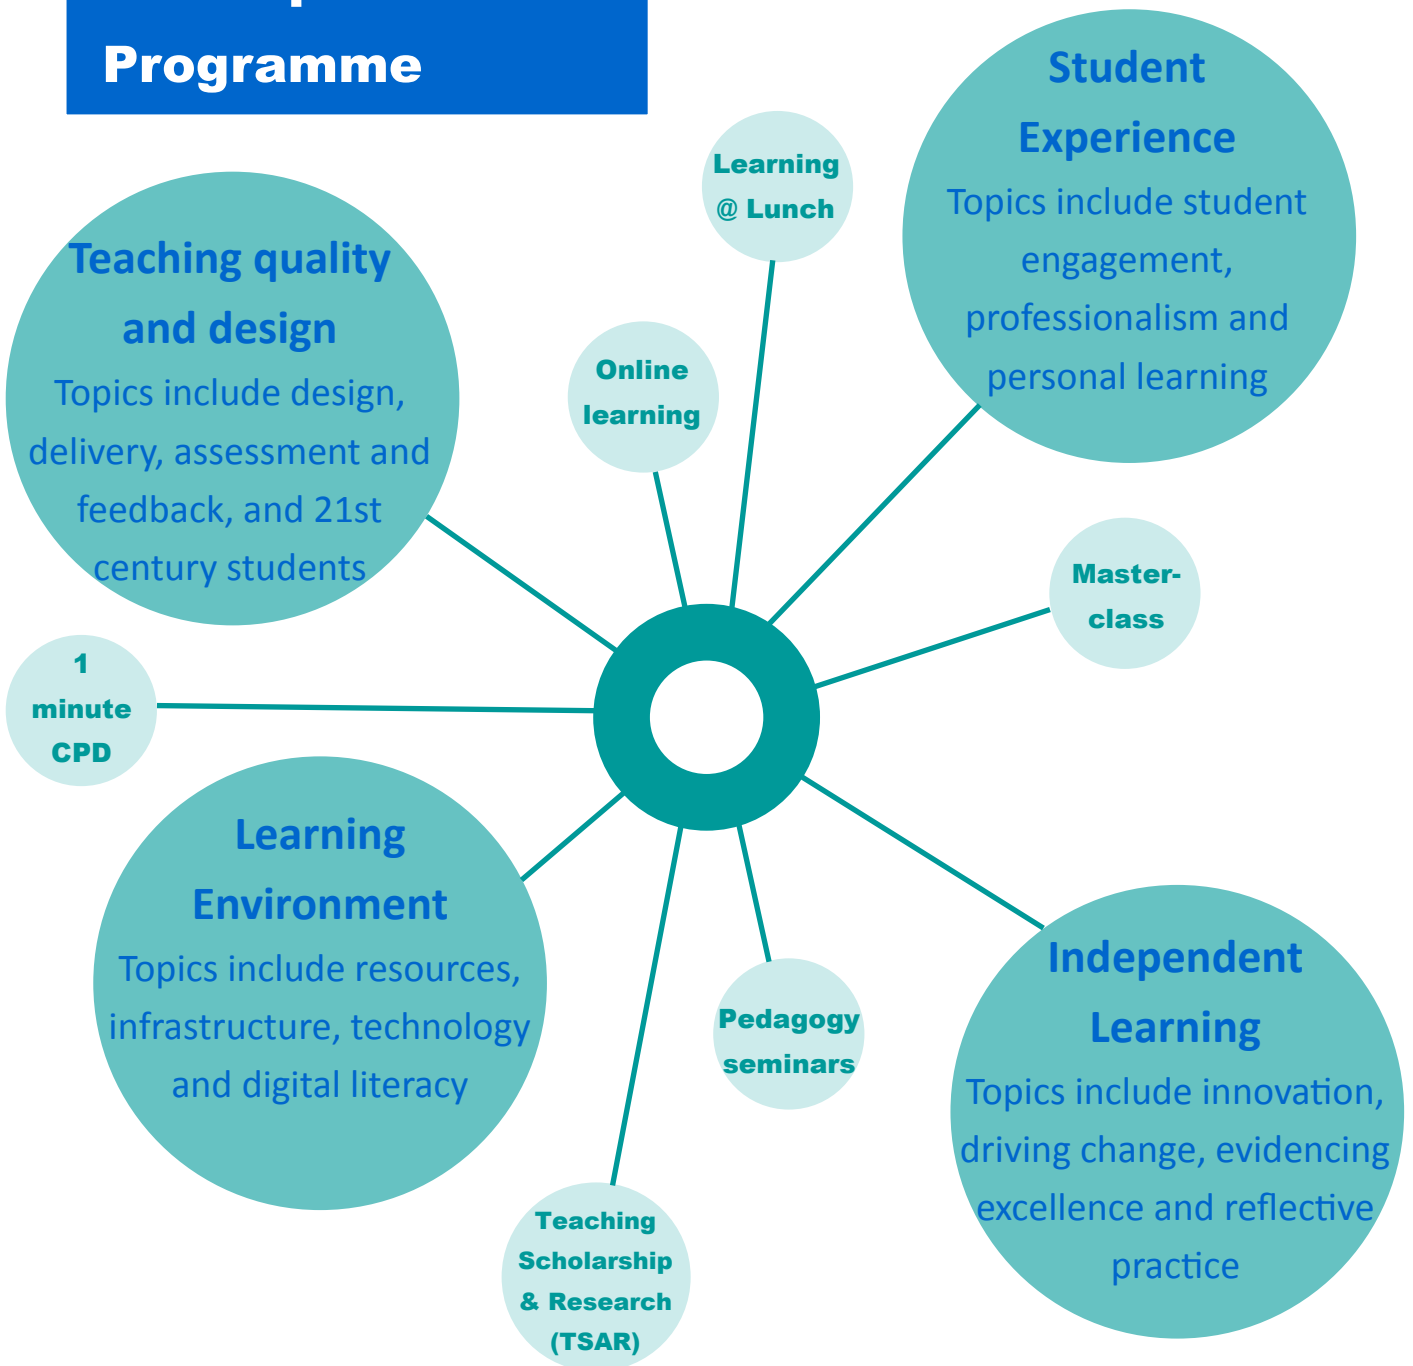 Programme
Student
Experience
Topics include student
engagement,
professionalism and
personal learning
Learning
@ Lunch
Teaching quality
and design
Topics include design,
delivery, assessment and
feedback, and 21st
century students
Online
learning
Master-
class
1
minute
CPD
Learning
Environment
Topics include resources,
infrastructure, technology
and digital literacy
Pedagogy
seminars
Independent
Learning
Topics include innovation,
driving change, evidencing
excellence and reflective
practice
Teaching
Scholarship
& Research
(TSAR)